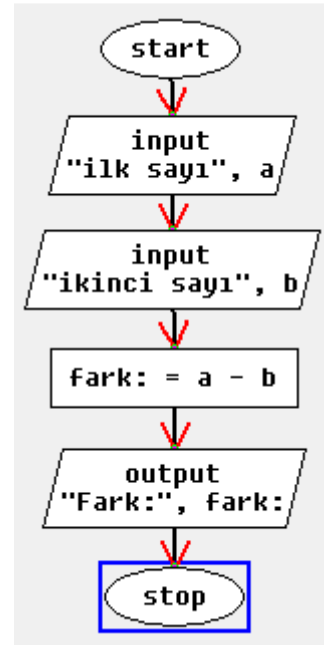 start
input
"ilk sayı", a
input
"ikinci sayı", b
fark: = a - b
output
"Fark:", fark:
stop